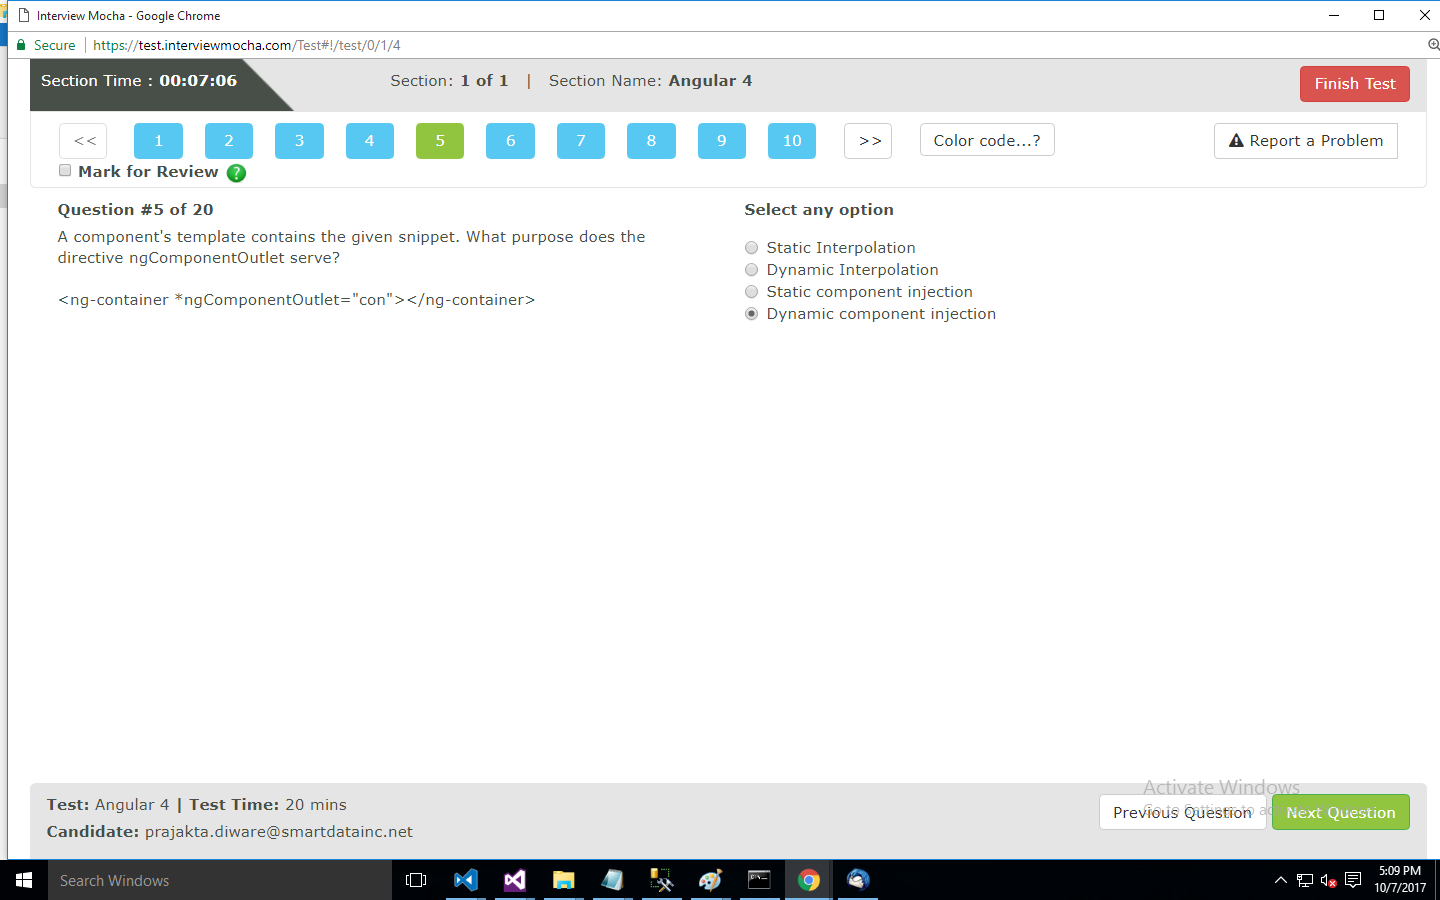 Interview Mocha - Google Chrome
Secure | https://test.interviewmocha.com/Test#!/test/0/1/4
Section Time : 00:07:06
Section: 1 of 1 | Section Name: Angular 4
Finish Test
<< 1 2 3 4 5 6 7 8 9 10 >> Color code...? Report a Problem
Mark for Review ?
Question #5 of 20
A component's template contains the given snippet. What purpose does the
directive ngComponentOutlet serve?
<ng-container *ngComponentOutlet="con"></ng-container>
Select any option
Static Interpolation
Dynamic Interpolation
Static component injection
Dynamic component injection
Test: Angular 4 | Test Time: 20 mins
Candidate: prajakta.diware@smartdatainc.net
Activate Windows
Go to Settings to
Previous Question
Next Question
Search Windows
5:09 PM
10/7/2017